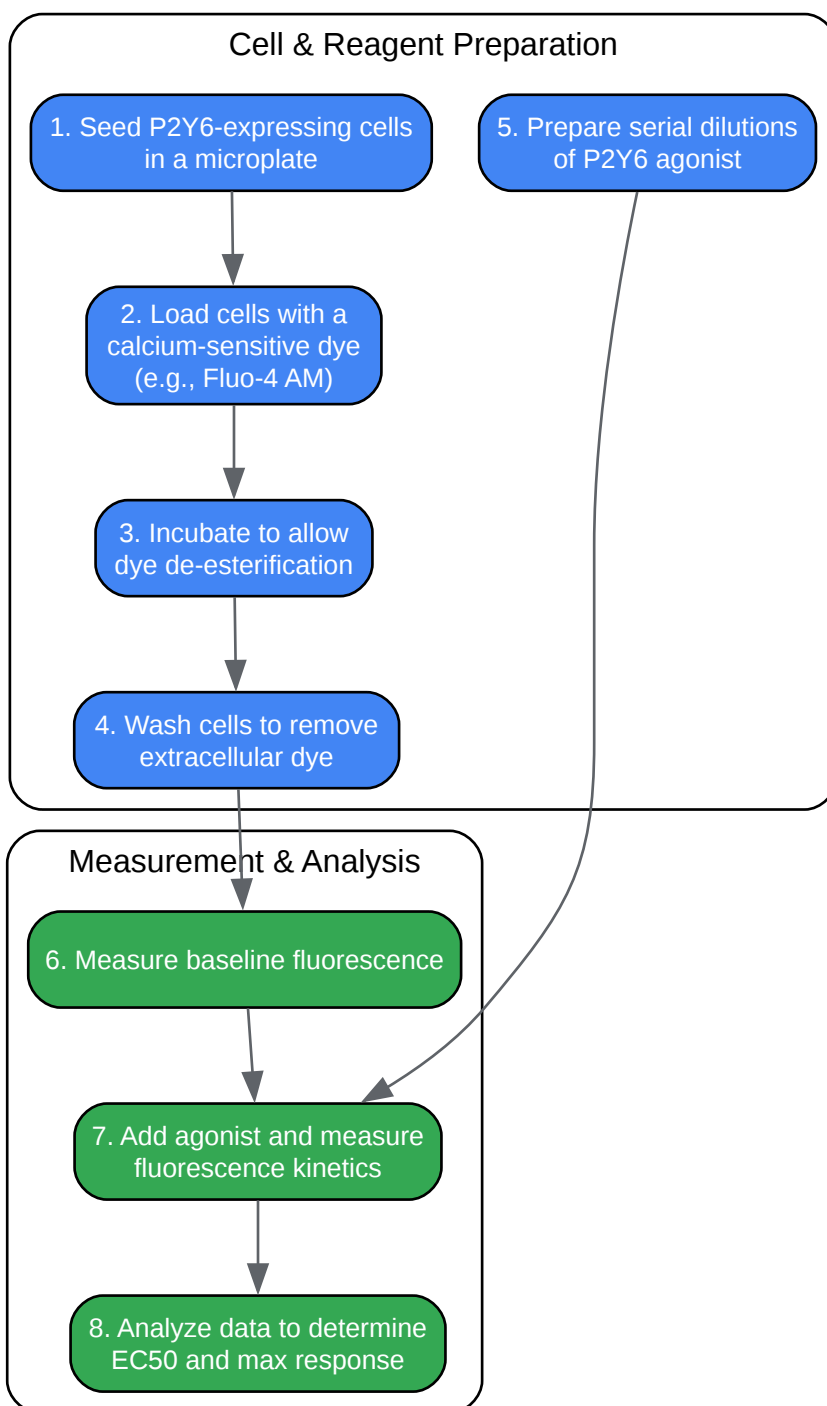 Cell & Reagent Preparation
1. Seed P2Y6-expressing cells
in a microplate
5. Prepare serial dilutions
of P2Y6 agonist
2. Load cells with a
calcium-sensitive dye
(e.g., Fluo-4 AM)
3. Incubate to allow
dye de-esterification
4. Wash cells to remove
extracellular dye
Measurement & Analysis
6. Measure baseline fluorescence
7. Add agonist and measure
fluorescence kinetics
8. Analyze data to determine
EC50 and max response